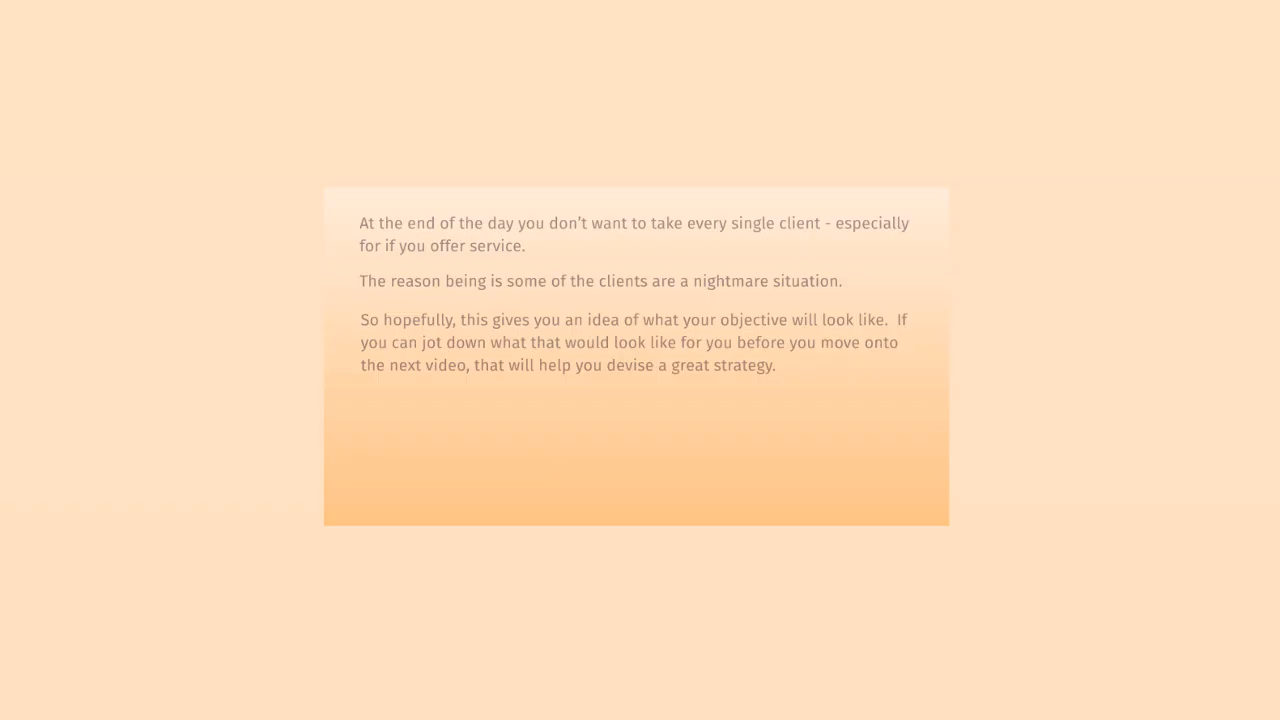 At the end of the day you don’t want to take every single client - especially
for if you offer service.
The reason being is some of the clients are a nightmare situation.
So hopefully, this gives you an idea of what your objective will look like.  If
you can jot down what that would look like for you before you move onto
the next video, that will help you devise a great strategy.